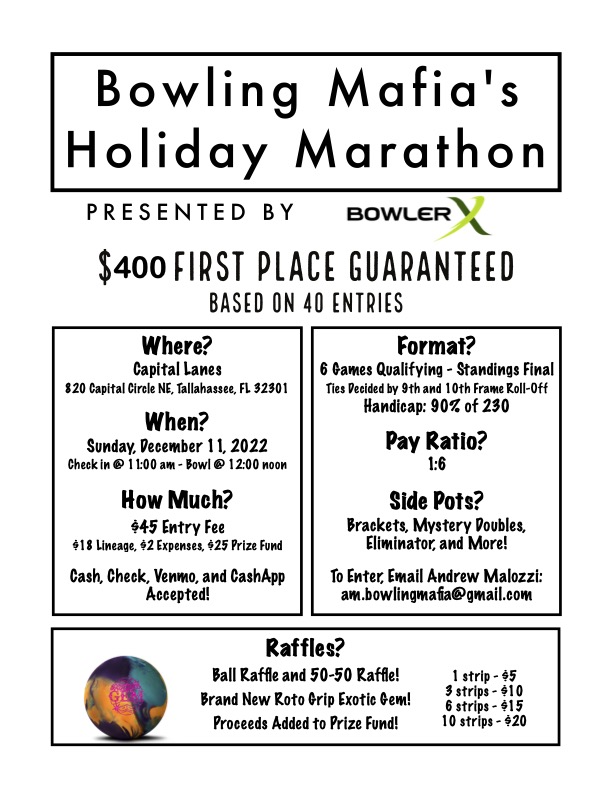 Bowling Mafia's
Holiday Marathon
PRESENTED BY BOWLER X
$400 FIRST PLACE GUARANTEED
BASED ON 40 ENTRIES
Where?
Capital Lanes
820 Capital Circle NE, Tallahassee, FL 32301
When?
Sunday, December 11, 2022
Check in @ 11:00 am - Bowl @ 12:00 noon
How Much?
$45 Entry Fee
$18 Lineage, $2 Expenses, $25 Prize Fund
Cash, Check, Venmo, and CashApp
Accepted!
Format?
6 Games Qualifying - Standings Final
Ties Decided by 9th and 10th Frame Roll-Off
Handicap: 90% of 230
Pay Ratio?
1:6
Side Pots?
Brackets, Mystery Doubles,
Eliminator, and More!
To Enter, Email Andrew Malozzi:
am.bowlingmafia@gmail.com
Raffles?
Ball Raffle and 50-50 Raffle!
Brand New Roto Grip Exotic Gem!
Proceeds Added to Prize Fund!
1 strip - $5
3 strips - $10
6 strips - $15
10 strips - $20
GEM